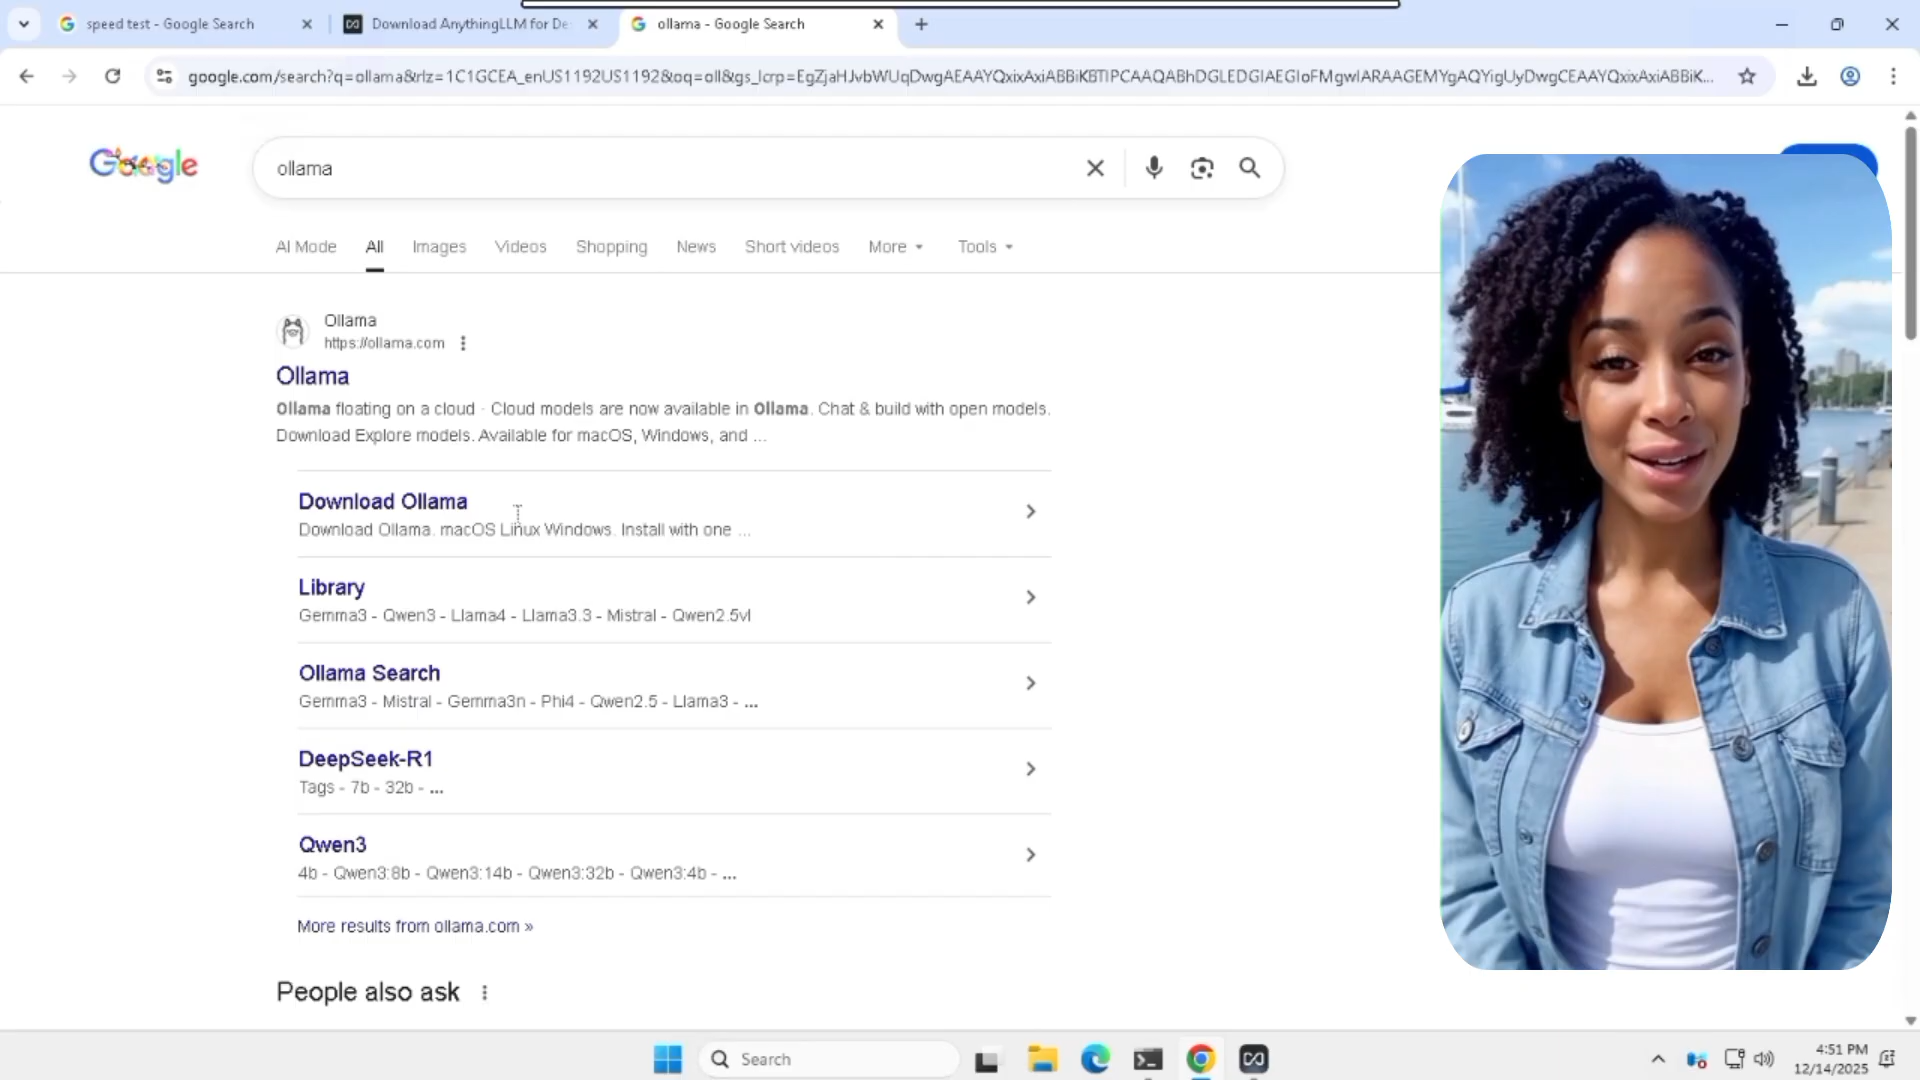 speed test - Google Search
Download AnythingLLM for De
ollama - Google Search
google.com/search?q=ollama&rlz=1C1GCEA_enUS1192US1192&oq=oll&gs_lcrp=EgZjaHJvbWUqDwgAEAAYQxixAxiABBiKBTIPCAAQABhDGLEDGIAEGIoFMgwIARAAGEMYgAQYigUyDwgCEAAYQxixAxiABBiK...
Google
ollama
AI Mode
All
Images
Videos
Shopping
News
Short videos
More
Tools
Ollama
https://ollama.com
Ollama
Ollama floating on a cloud · Cloud models are now available in Ollama. Chat & build with open models.
Download Explore models. Available for macOS, Windows, and ...
Download Ollama
Download Ollama. macOS Linux Windows. Install with one ...
Library
Gemma3 - Qwen3 - Llama4 - Llama3.3 - Mistral - Qwen2.5vl
Ollama Search
Gemma3 - Mistral - Gemma3n - Phi4 - Qwen2.5 - Llama3 - ...
DeepSeek-R1
Tags - 7b - 32b - ...
Qwen3
4b - Qwen3:8b - Qwen3:14b - Qwen3:32b - Qwen3:4b - ...
More results from ollama.com »
People also ask
Search
4:51 PM
12/14/2025